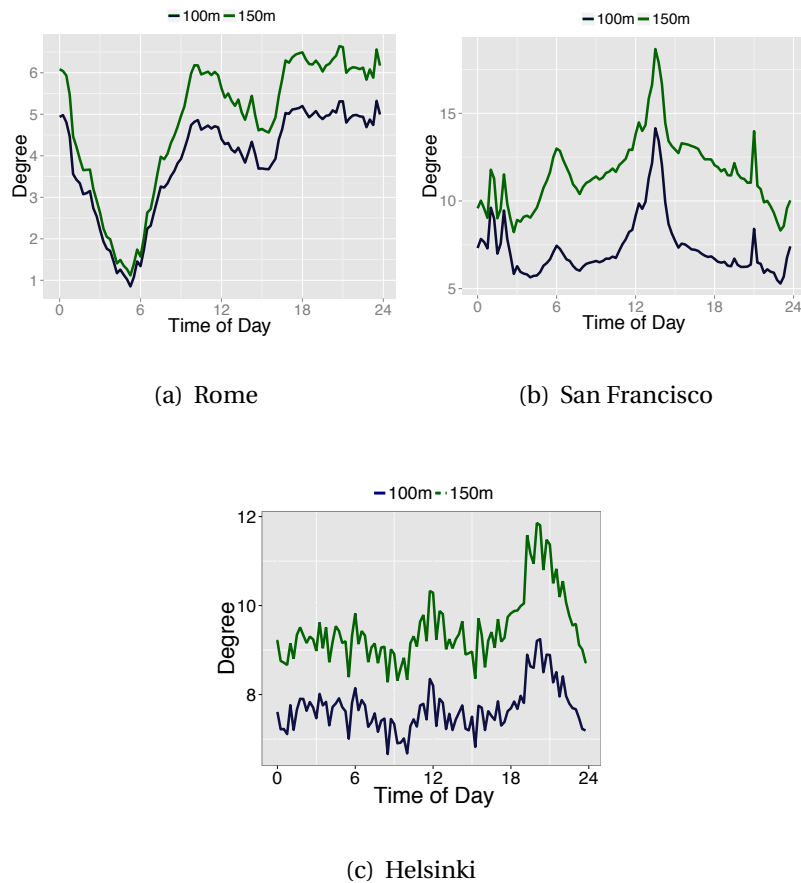 100m 150m
6
5
4
3
2
1
Degree
0 6 12 18 24
Time of Day
(a) Rome
100m 150m
15
10
5
Degree
0 6 12 18 24
Time of Day
(b) San Francisco
100m 150m
12
10
8
Degree
0 6 12 18 24
Time of Day
(c) Helsinki